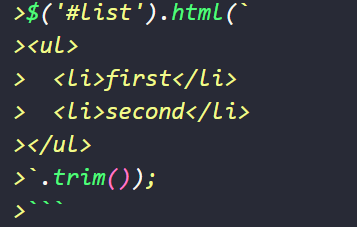 >$('#list').html(`
><ul>
>  <li>first</li>
>  <li>second</li>
></ul>
>`.trim());
>```